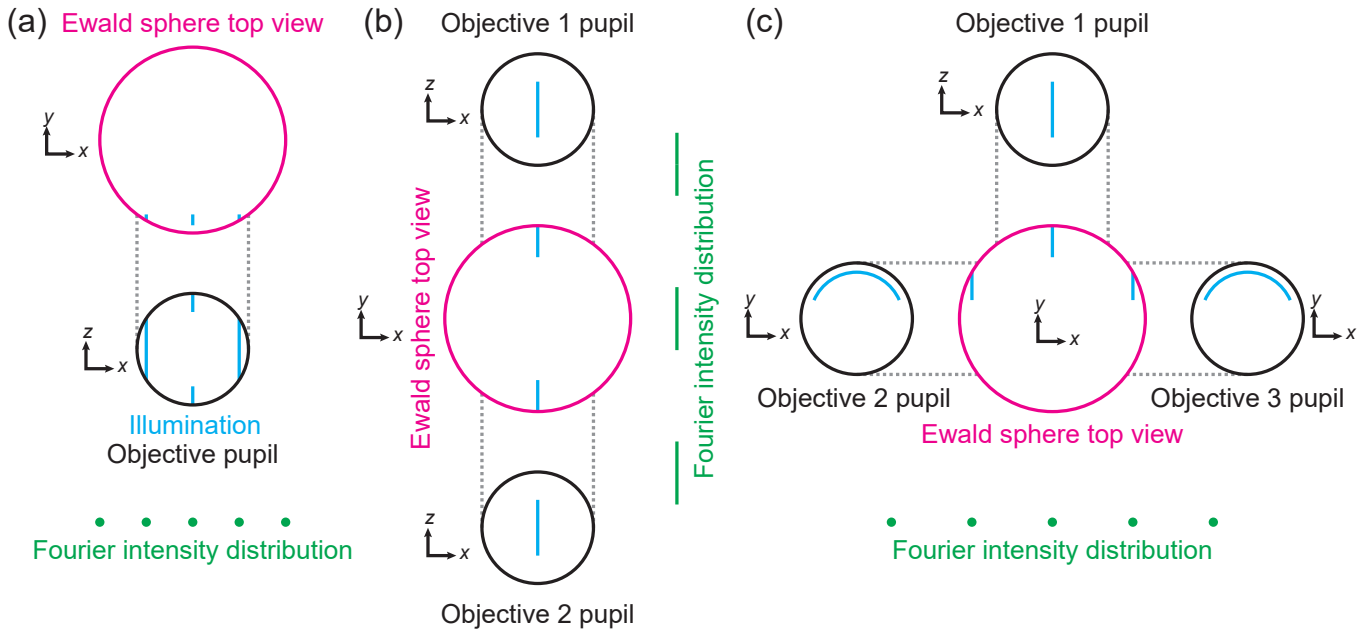 (a)
Ewald sphere top view
y
x
z
x
Illumination
Objective pupil
Fourier intensity distribution
(b)
Objective 1 pupil
z
x
Ewald sphere top view
y
x
Fourier intensity distribution
z
x
Objective 2 pupil
(c)
Objective 1 pupil
z
x
y
x
y
x
y
x
Objective 2 pupil
Objective 3 pupil
Ewald sphere top view
Fourier intensity distribution